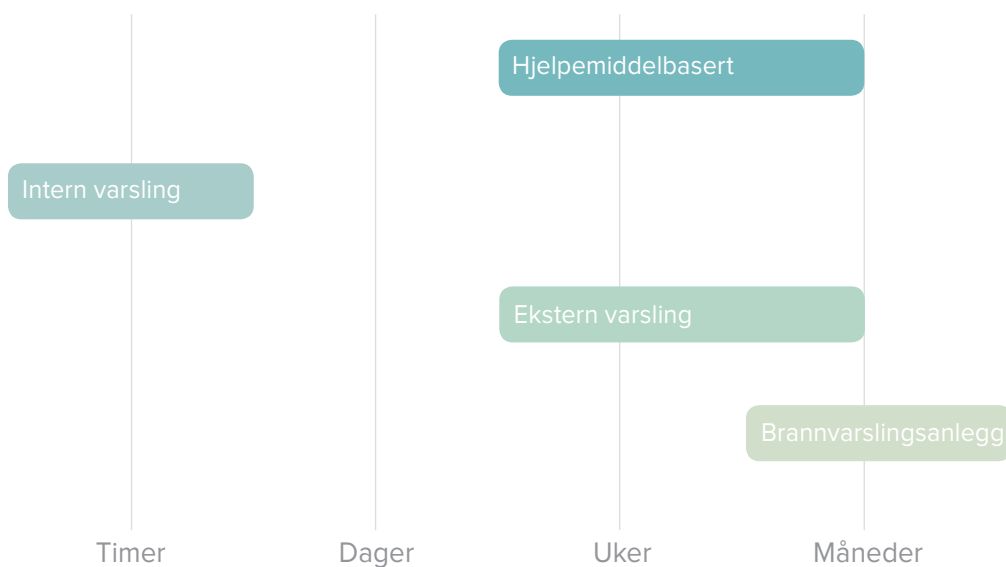 Hjelpemiddelbasert
Intern varsling
Ekstern varsling
Brannvarslingsanlegg
Timer
Dager
Uker
Måneder